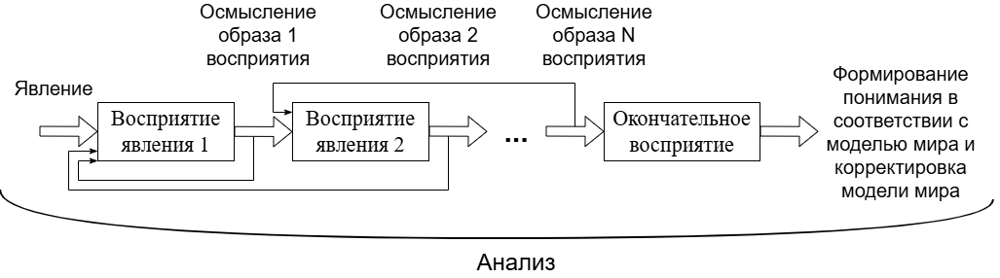 Осмысление
образа 1
восприятия
Осмысление
образа 2
восприятия
Осмысление
образа N
восприятия
Явление
Восприятие
явления 1
Восприятие
явления 2
...
Окончательное
восприятие
Формирование
понимания в
соответствии с
моделью мира и
корректировка
модели мира
Анализ